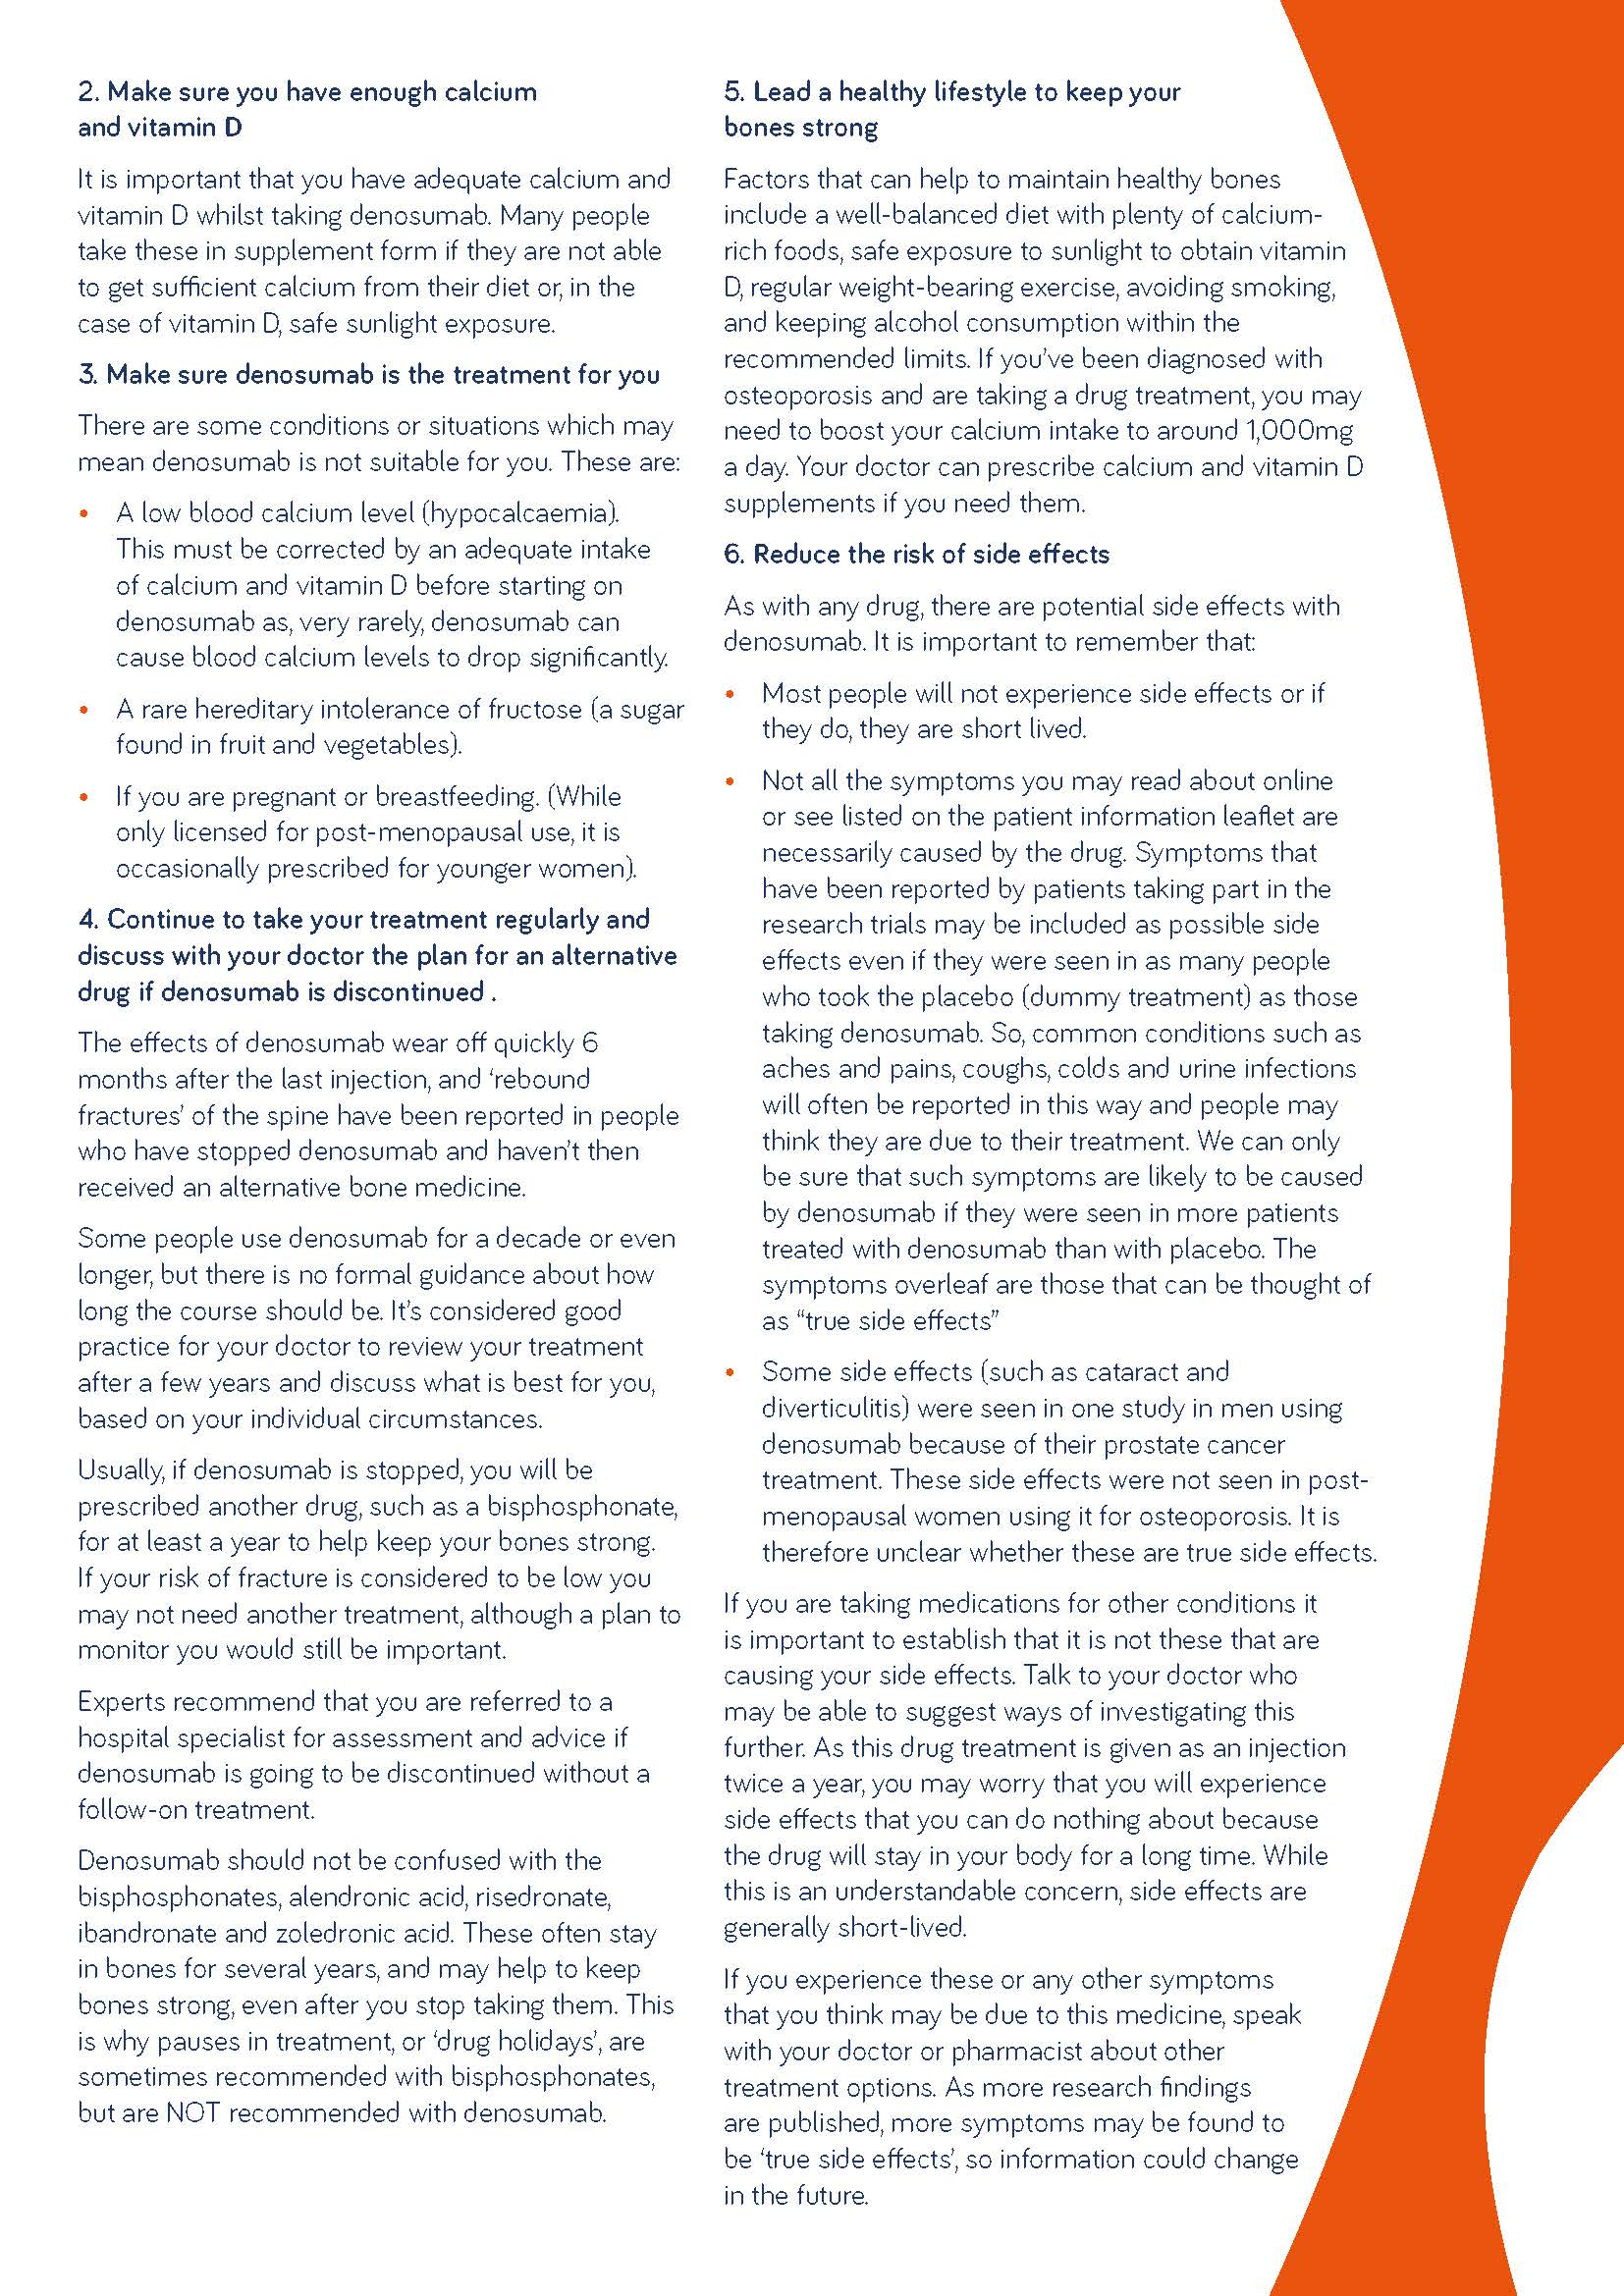 2. Make sure you have enough calcium
and vitamin D
It is important that you have adequate calcium and
vitamin D whilst taking denosumab. Many people
take these in supplement form if they are not able
to get sufficient calcium from their diet or, in the
case of vitamin D, safe sunlight exposure.
3. Make sure denosumab is the treatment for you
There are some conditions or situations which may
mean denosumab is not suitable for you. These are:
• A low blood calcium level (hypocalcaemia).
This must be corrected by an adequate intake
of calcium and vitamin D before starting on
denosumab as, very rarely, denosumab can
cause blood calcium levels to drop significantly.
• A rare hereditary intolerance of fructose (a sugar
found in fruit and vegetables).
• If you are pregnant or breastfeeding. (While
only licensed for post-menopausal use, it is
occasionally prescribed for younger women).
4. Continue to take your treatment regularly and
discuss with your doctor the plan for an alternative
drug if denosumab is discontinued .
The effects of denosumab wear off quickly 6
months after the last injection, and ‘rebound
fractures’ of the spine have been reported in people
who have stopped denosumab and haven’t then
received an alternative bone medicine.
Some people use denosumab for a decade or even
longer, but there is no formal guidance about how
long the course should be. It’s considered good
practice for your doctor to review your treatment
after a few years and discuss what is best for you,
based on your individual circumstances.
Usually, if denosumab is stopped, you will be
prescribed another drug, such as a bisphosphonate,
for at least a year to help keep your bones strong.
If your risk of fracture is considered to be low you
may not need another treatment, although a plan to
monitor you would still be important.
Experts recommend that you are referred to a
hospital specialist for assessment and advice if
denosumab is going to be discontinued without a
follow-on treatment.
Denosumab should not be confused with the
bisphosphonates, alendronic acid, risedronate,
ibandronate and zoledronic acid. These often stay
in bones for several years, and may help to keep
bones strong, even after you stop taking them. This
is why pauses in treatment, or ‘drug holidays’, are
sometimes recommended with bisphosphonates,
but are NOT recommended with denosumab.
5. Lead a healthy lifestyle to keep your
bones strong
Factors that can help to maintain healthy bones
include a well-balanced diet with plenty of calcium-
rich foods, safe exposure to sunlight to obtain vitamin
D, regular weight-bearing exercise, avoiding smoking,
and keeping alcohol consumption within the
recommended limits. If you’ve been diagnosed with
osteoporosis and are taking a drug treatment, you may
need to boost your calcium intake to around 1,000mg
a day. Your doctor can prescribe calcium and vitamin D
supplements if you need them.
6. Reduce the risk of side effects
As with any drug, there are potential side effects with
denosumab. It is important to remember that:
• Most people will not experience side effects or if
they do, they are short lived.
• Not all the symptoms you may read about online
or see listed on the patient information leaflet are
necessarily caused by the drug. Symptoms that
have been reported by patients taking part in the
research trials may be included as possible side
effects even if they were seen in as many people
who took the placebo (dummy treatment) as those
taking denosumab. So, common conditions such as
aches and pains, coughs, colds and urine infections
will often be reported in this way and people may
think they are due to their treatment. We can only
be sure that such symptoms are likely to be caused
by denosumab if they were seen in more patients
treated with denosumab than with placebo. The
symptoms overleaf are those that can be thought of
as “true side effects”
• Some side effects (such as cataract and
diverticulitis) were seen in one study in men using
denosumab because of their prostate cancer
treatment. These side effects were not seen in post-
menopausal women using it for osteoporosis. It is
therefore unclear whether these are true side effects.
If you are taking medications for other conditions it
is important to establish that it is not these that are
causing your side effects. Talk to your doctor who
may be able to suggest ways of investigating this
further. As this drug treatment is given as an injection
twice a year, you may worry that you will experience
side effects that you can do nothing about because
the drug will stay in your body for a long time. While
this is an understandable concern, side effects are
generally short-lived.
If you experience these or any other symptoms
that you think may be due to this medicine, speak
with your doctor or pharmacist about other
treatment options. As more research findings
are published, more symptoms may be found to
be ‘true side effects’, so information could change
in the future.